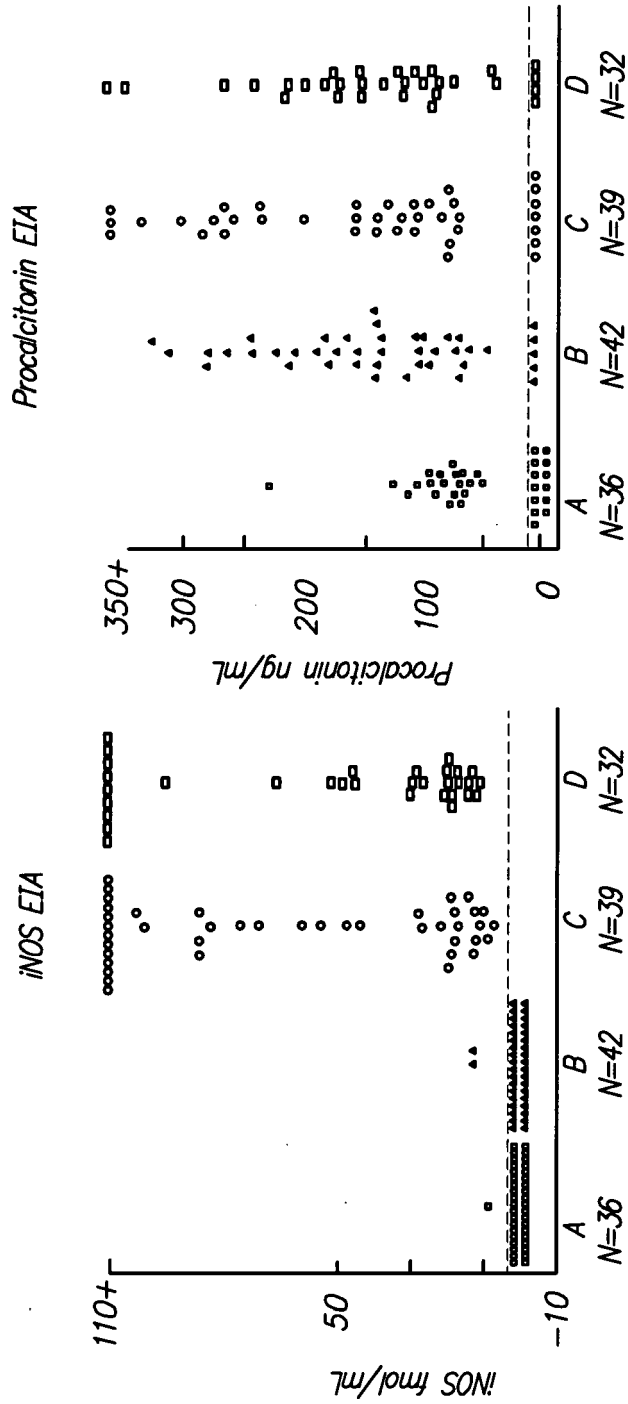 iNOS EIA
iNOS fmol/mL
110+
50
-10
A B C D
N=36 N=42 N=39 N=32
Procalcitonin EIA
Procalcitonin ng/mL
350+
300
200
100
0
A B C D
N=36 N=42 N=39 N=32